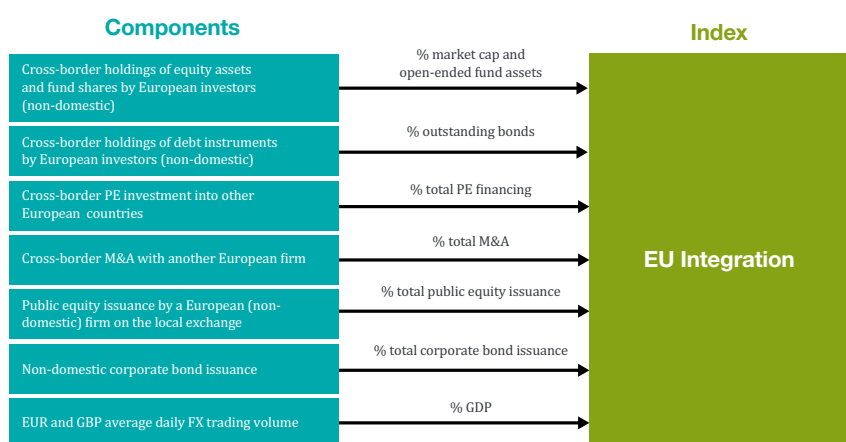 Components
Index
Cross-border holdings of equity assets
and fund shares by European investors
(non-domestic)
% market cap and
open-ended fund assets
Cross-border holdings of debt instruments
by European investors (non-domestic)
% outstanding bonds
Cross-border PE investment into other
European countries
% total PE financing
Cross-border M&A with another European firm
% total M&A
EU Integration
Public equity issuance by a European (non-
domestic) firm on the local exchange
% total public equity issuance
Non-domestic corporate bond issuance
% total corporate bond issuance
EUR and GBP average daily FX trading volume
% GDP